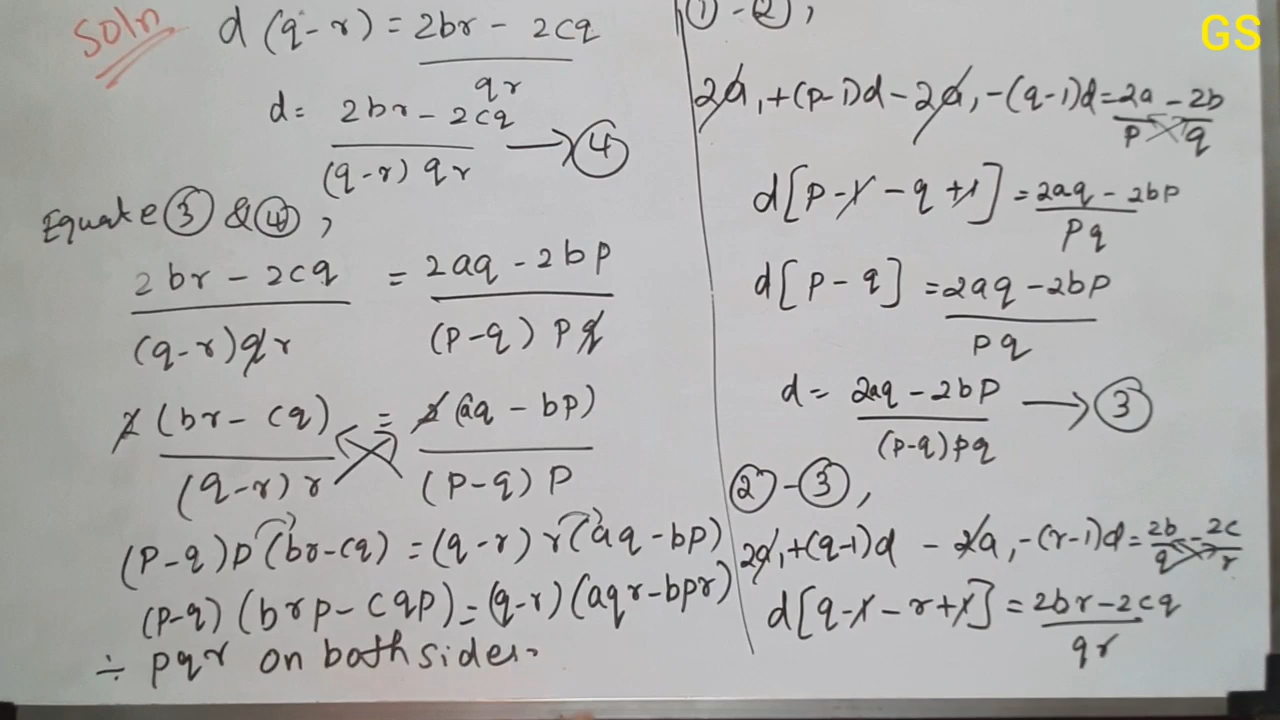 Soln
d (q-r) = 2br - 2cq / qr
d = 2br - 2cq / (q-r) qr → ④
Equate ③ & ④,
2br - 2cq / (q-r)qr = 2aq - 2bp / (p-q) pq
2(br - cq) / (q-r) r = 2(aq - bp) / (p-q) p
(p-q)p (br-cq) = (q-r) r(aq-bp)
(p-q) (brp-cqp) = (q-r)(aqr-bpr)
÷ pqr on both sides.
① - ②,
2a₁ + (p-1)d - 2a₁ - (q-1)d = 2a/p - 2b/q
d[p-1-q+1] = 2aq - 2bp / pq
d[p-q] = 2aq - 2bp / pq
d = 2aq - 2bp / (p-q)pq → ③
② - ③,
2a₁ + (q-1)d - 2a₁ - (r-1)d = 2b/q - 2c/r
d[q-1-r+1] = 2br - 2cq / qr
GS